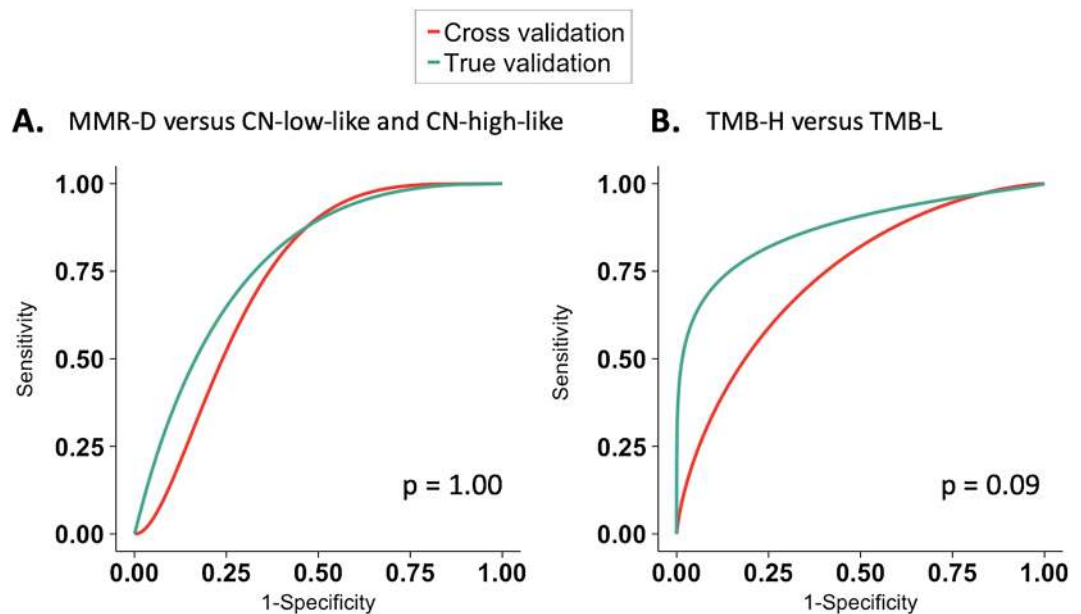 Cross validation
True validation
A. MMR-D versus CN-low-like and CN-high-like
1.00
0.75
0.50
0.25
0.00
Sensitivity
p = 1.00
0.00 0.25 0.50 0.75 1.00
1-Specificity
B. TMB-H versus TMB-L
1.00
0.75
0.50
0.25
0.00
Sensitivity
p = 0.09
0.00 0.25 0.50 0.75 1.00
1-Specificity